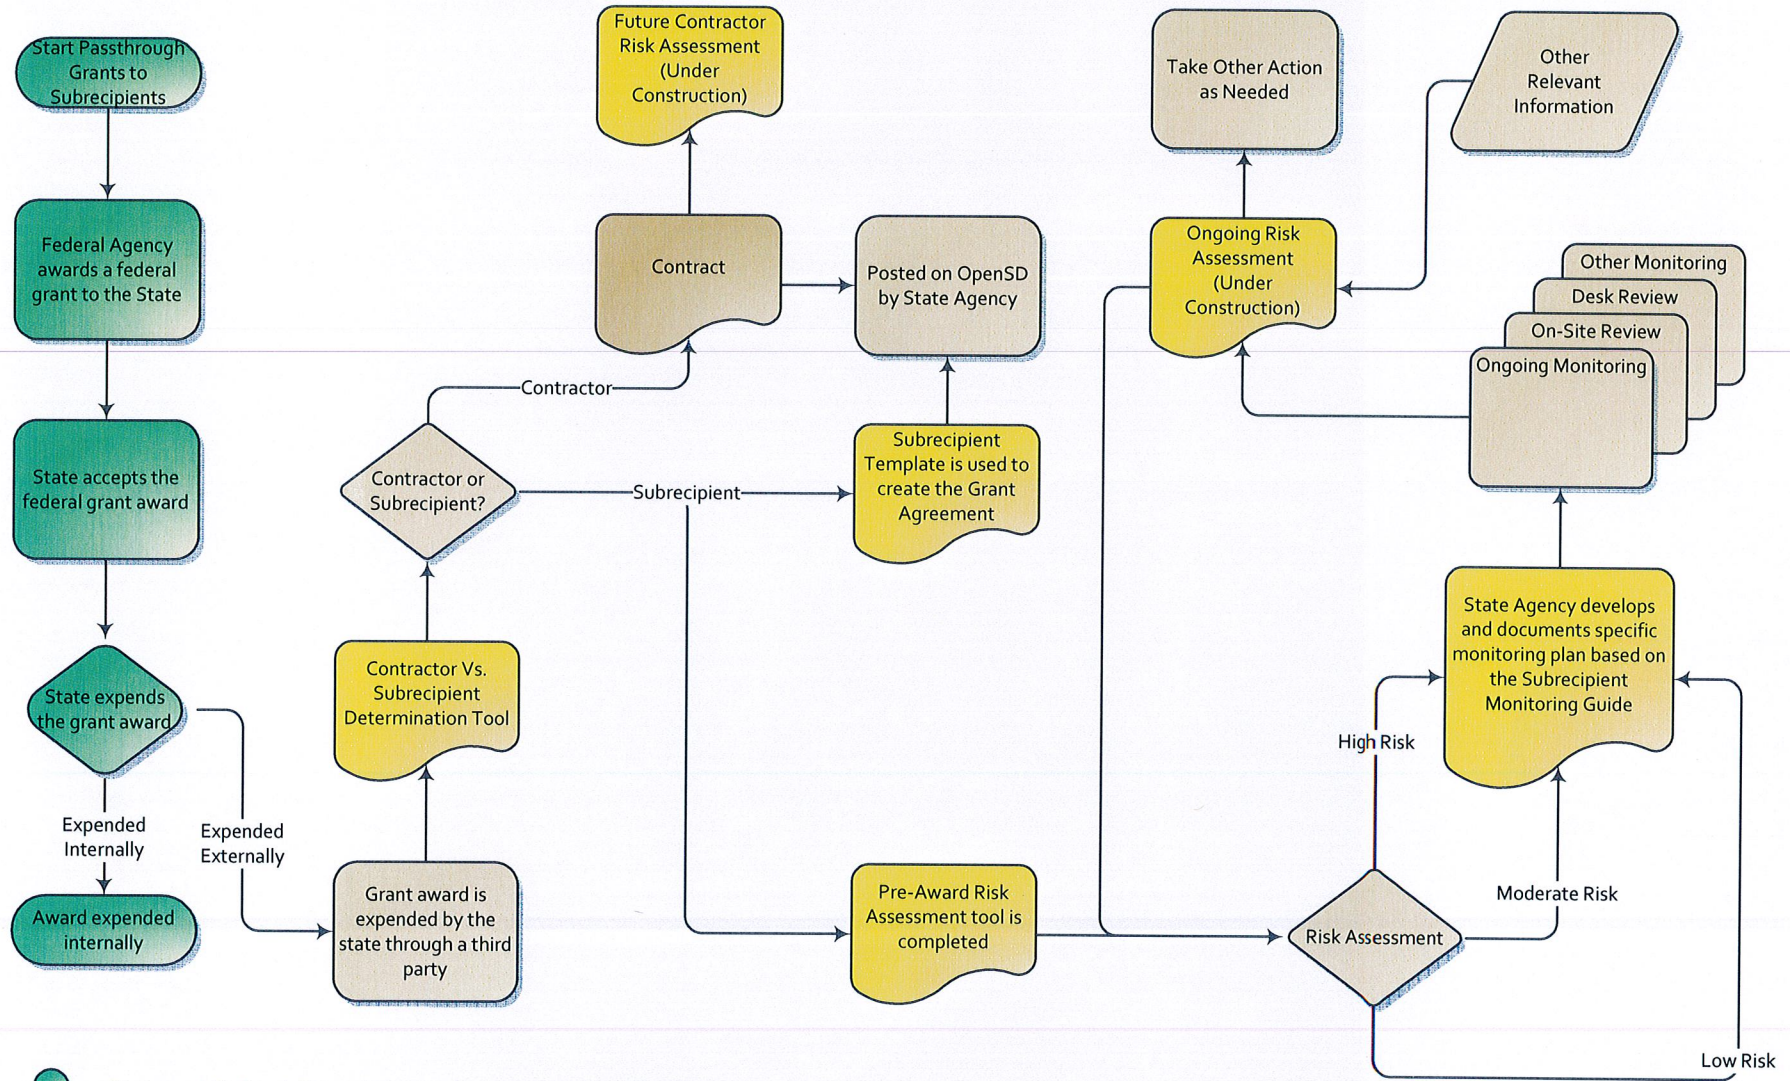 Start Passthrough
Grants to
Subrecipients
Federal Agency
awards a federal
grant to the State
State accepts the
federal grant award
State expends
the grant award
Expended
Internally
Expended
Externally
Award expended
internally
Grant award is
expended by the
state through a third
party
Contractor Vs.
Subrecipient
Determination Tool
Contractor or
Subrecipient?
Contractor
Subrecipient
Contract
Future Contractor
Risk Assessment
(Under
Construction)
Posted on OpenSD
by State Agency
Subrecipient
Template is used to
create the Grant
Agreement
Pre-Award Risk
Assessment tool is
completed
Risk Assessment
High Risk
Moderate Risk
Low Risk
State Agency develops
and documents specific
monitoring plan based on
the Subrecipient
Monitoring Guide
Ongoing Monitoring
On-Site Review
Desk Review
Other Monitoring
Ongoing Risk
Assessment
(Under
Construction)
Take Other Action
as Needed
Other
Relevant
Information